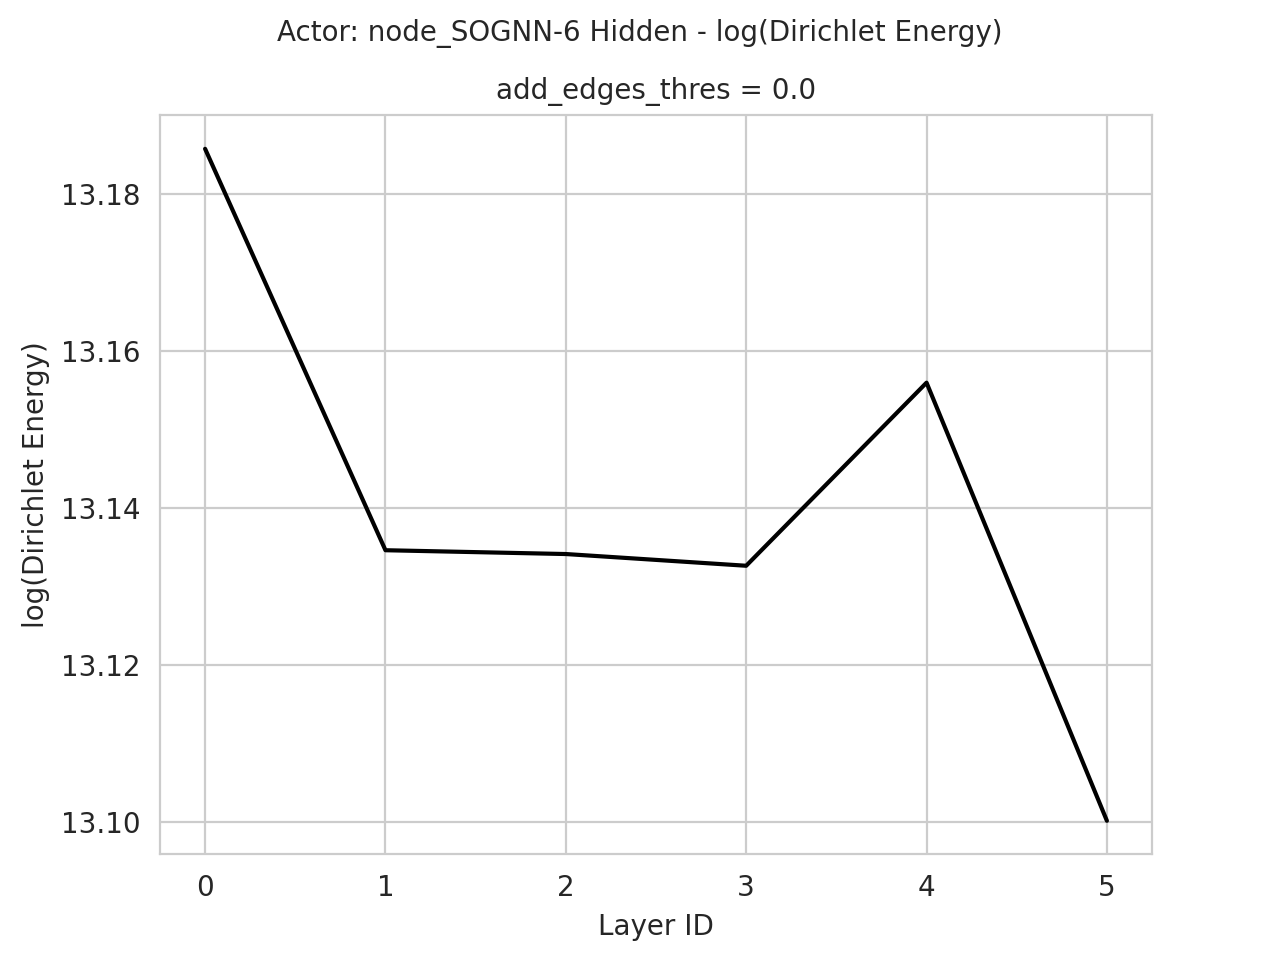 Actor: node_SOGNN-6 Hidden - log(Dirichlet Energy)
add_edges_thres = 0.0
log(Dirichlet Energy)
13.18
13.16
13.14
13.12
13.10
0 1 2 3 4 5
Layer ID